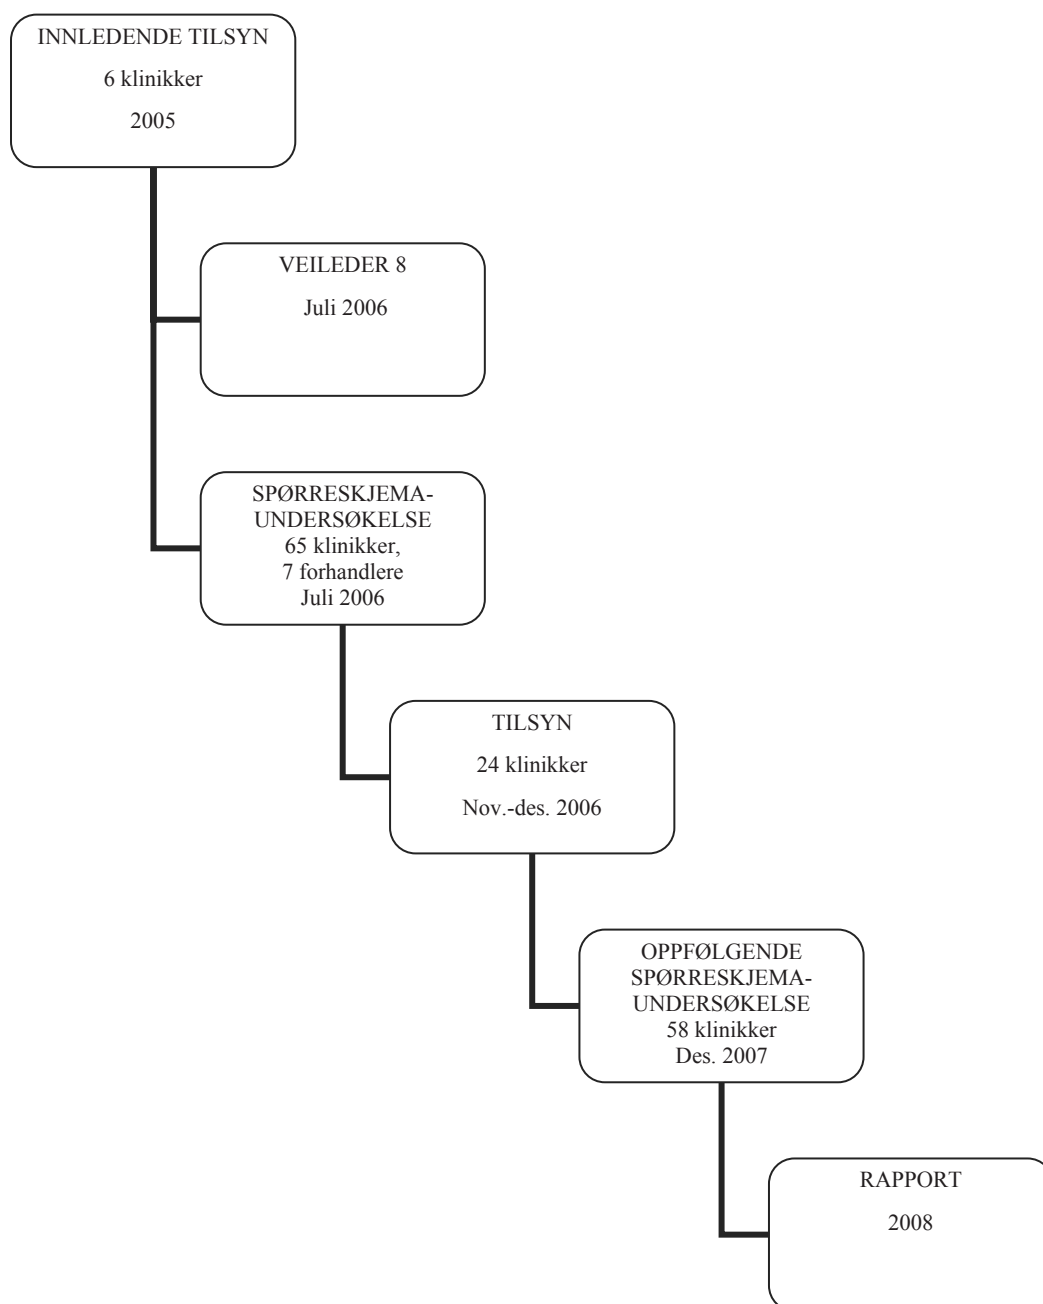 INNLEDENDE TILSYN
6 klinikker
2005
VEILEDER 8
Juli 2006
SPØRRESKJEMA-
UNDERSØKELSE
65 klinikker,
7 forhandlere
Juli 2006
TILSYN
24 klinikker
Nov.-des. 2006
OPPFØLGENDE
SPØRRESKJEMA-
UNDERSØKELSE
58 klinikker
Des. 2007
RAPPORT
2008